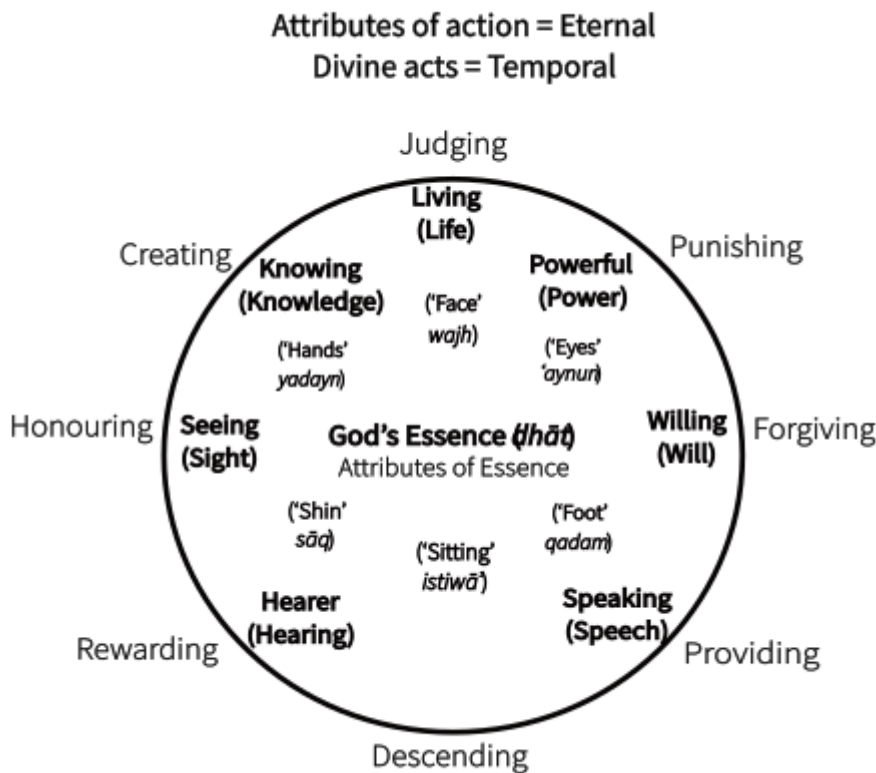 Attributes of action = Eternal
Divine acts = Temporal
Judging
Living
(Life)
Creating
Punishing
Knowing
(Knowledge)
Powerful
(Power)
('Face'
wajh)
('Hands'
yadayn)
('Eyes'
'aynun)
Honouring
Seeing
(Sight)
God's Essence (dhāt)
Attributes of Essence
Willing
(Will)
Forgiving
('Shin'
sāq)
('Sitting'
istiwā')
('Foot'
qadam)
Hearer
(Hearing)
Speaking
(Speech)
Rewarding
Providing
Descending